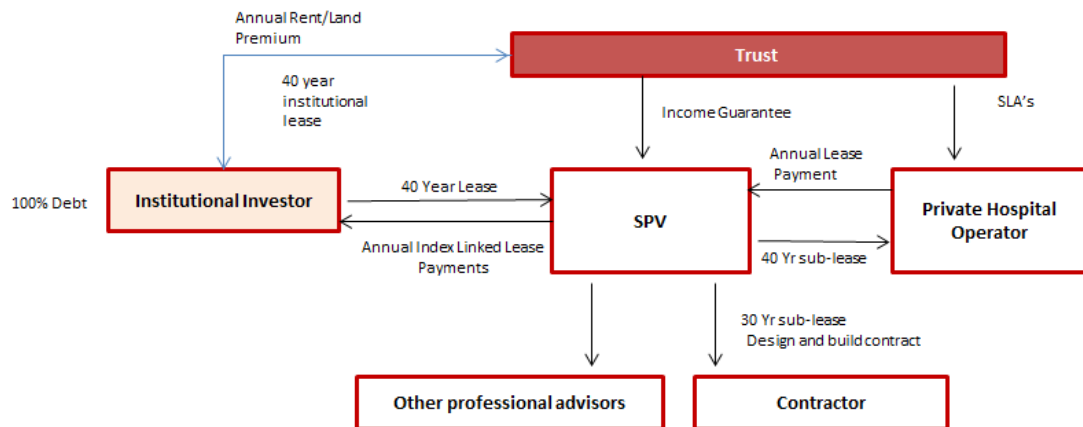 Annual Rent/Land
Premium
Trust
40 year
institutional
lease
Income Guarantee
SLA's
Annual Lease
Payment
100% Debt
Institutional Investor
40 Year Lease
SPV
Private Hospital
Operator
Annual Index Linked Lease
Payments
40 Yr sub-lease
30 Yr sub-lease
Design and build contract
Other professional advisors
Contractor